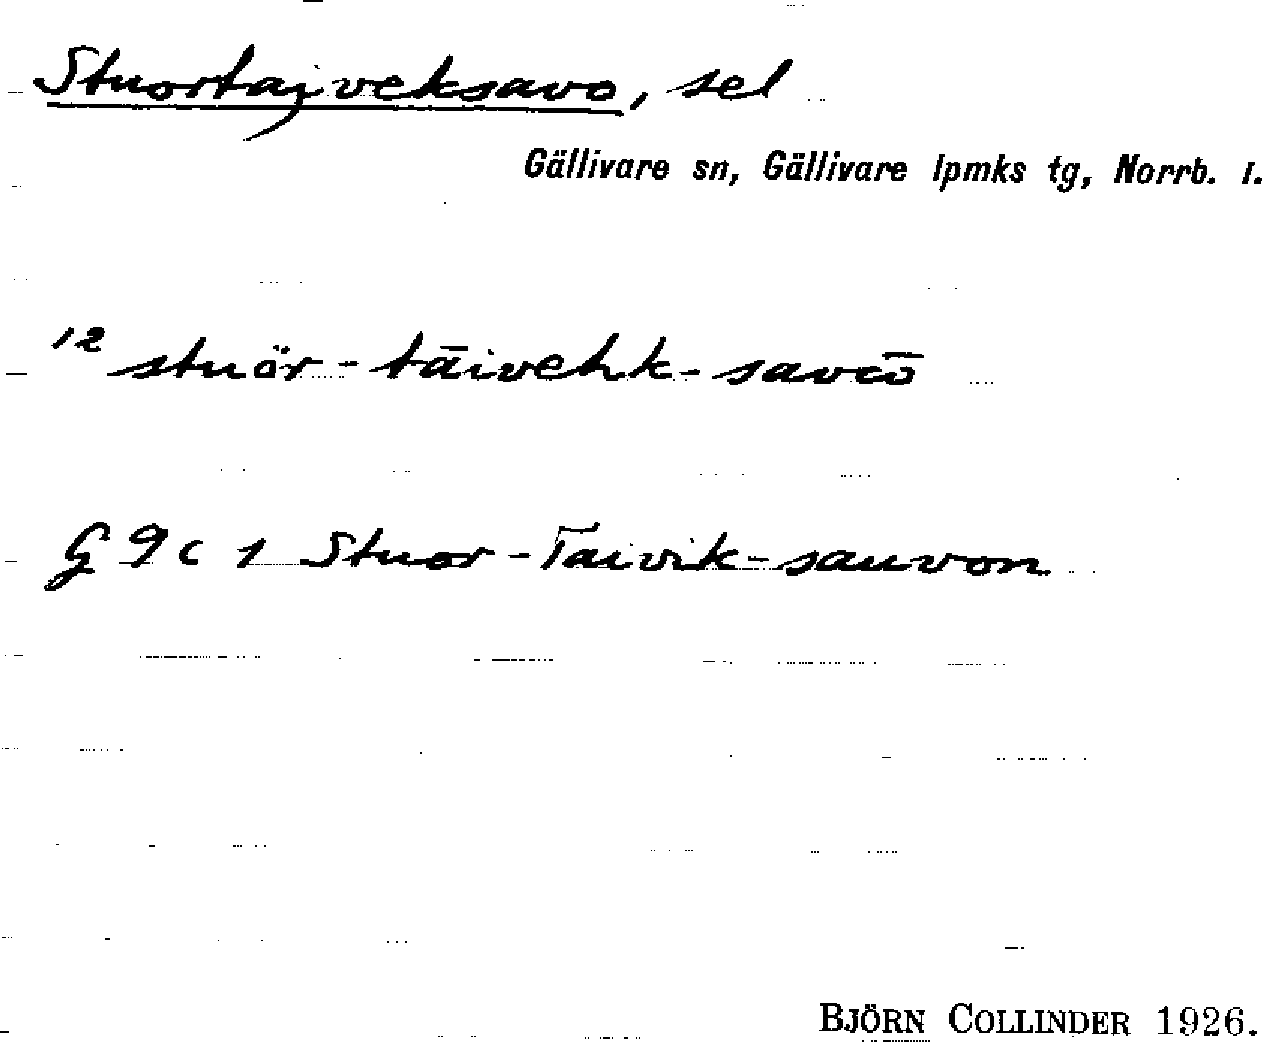 Stuortajveksavo, sel
Gällivare sn, Gällivare lpmks tg, Norrb. l.
12 stuör-tāivehk-savō
G 9 c 1 Stuor-Taivik-sauvon
BJÖRN COLLINDER 1926.